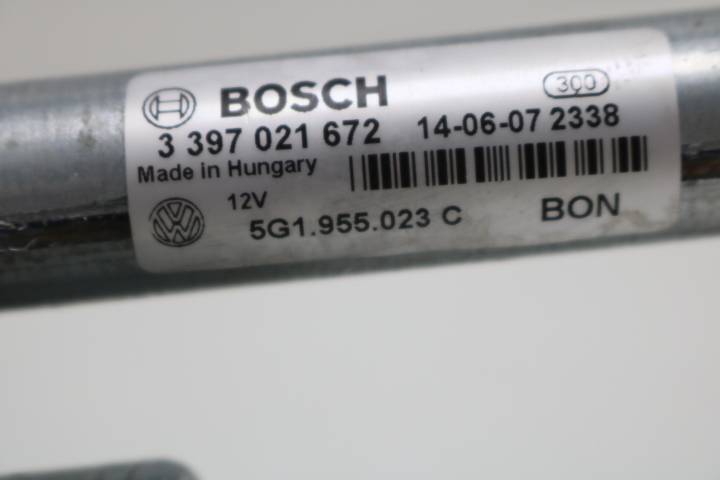 BOSCH 300
3 397 021 672 14-06-07 2338
Made in Hungary
12V
5G1.955.023 C BON